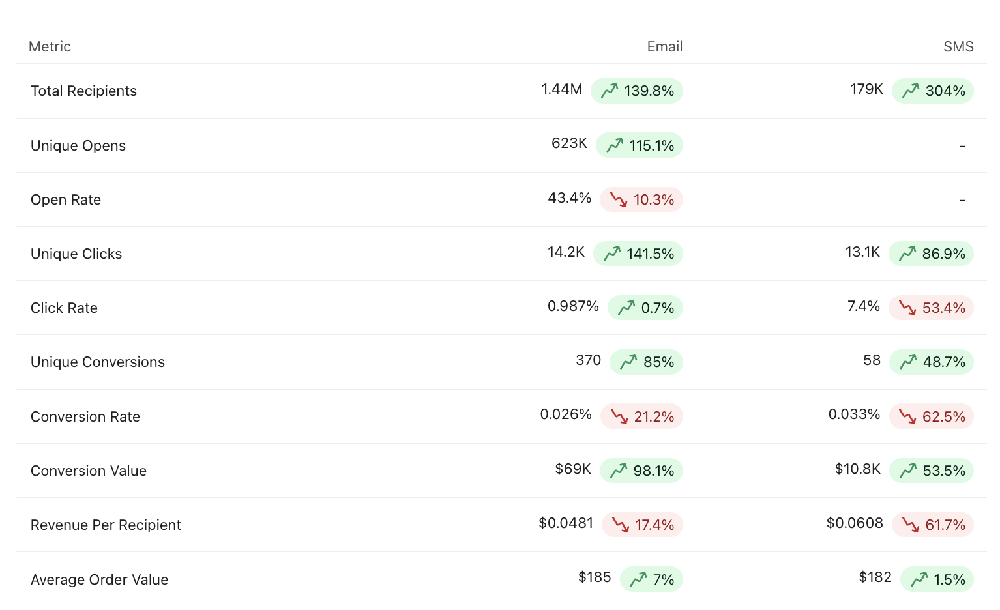 Metric Email SMS
Total Recipients 1.44M 139.8% 179K 304%
Unique Opens 623K 115.1% -
Open Rate 43.4% 10.3% -
Unique Clicks 14.2K 141.5% 13.1K 86.9%
Click Rate 0.987% 0.7% 7.4% 53.4%
Unique Conversions 370 85% 58 48.7%
Conversion Rate 0.026% 21.2% 0.033% 62.5%
Conversion Value $69K 98.1% $10.8K 53.5%
Revenue Per Recipient $0.0481 17.4% $0.0608 61.7%
Average Order Value $185 7% $182 1.5%